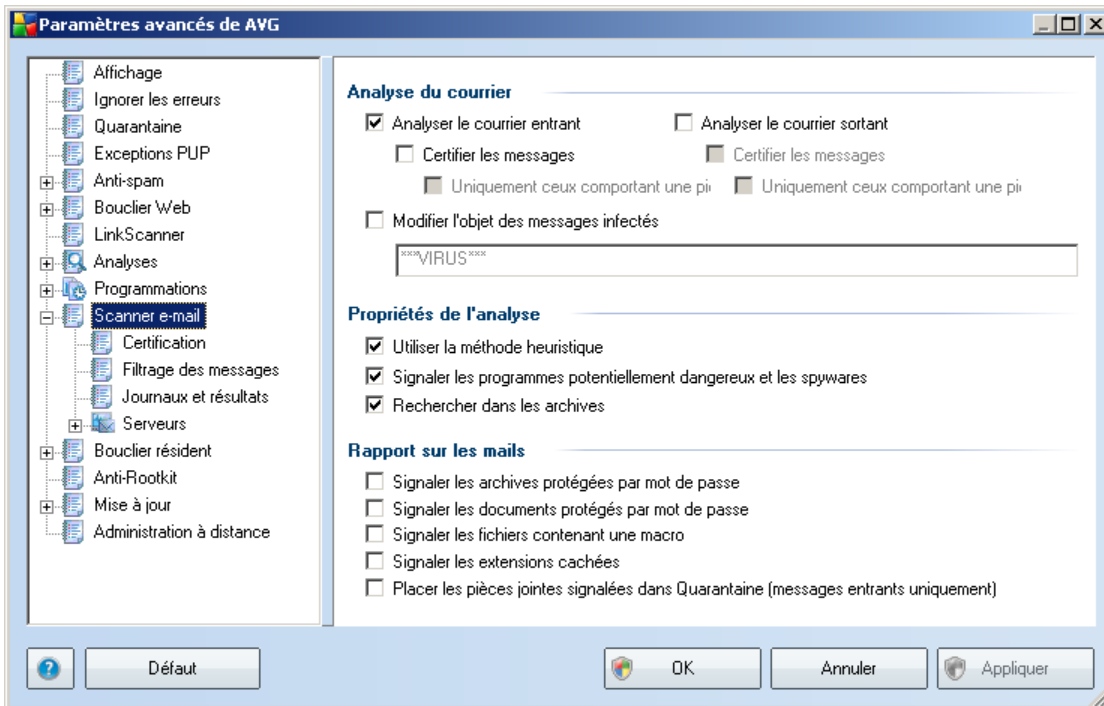 Paramètres avancés de AVG
Affichage
Ignorer les erreurs
Quarantaine
Exceptions PUP
Anti-spam
Bouclier Web
LinkScanner
Analyses
Programmations
Scanner e-mail
Certification
Filtrage des messages
Journaux et résultats
Serveurs
Bouclier résident
Anti-Rootkit
Mise à jour
Administration à distance
Analyse du courrier
Analyser le courrier entrant
Analyser le courrier sortant
Certifier les messages
Certifier les messages
Uniquement ceux comportant une pi
Uniquement ceux comportant une pi
Modifier l'objet des messages infectés
***VIRUS***
Propriétés de l'analyse
Utiliser la méthode heuristique
Signaler les programmes potentiellement dangereux et les spywares
Rechercher dans les archives
Rapport sur les mails
Signaler les archives protégées par mot de passe
Signaler les documents protégés par mot de passe
Signaler les fichiers contenant une macro
Signaler les extensions cachées
Placer les pièces jointes signalées dans Quarantaine (messages entrants uniquement)
Défaut
OK
Annuler
Appliquer